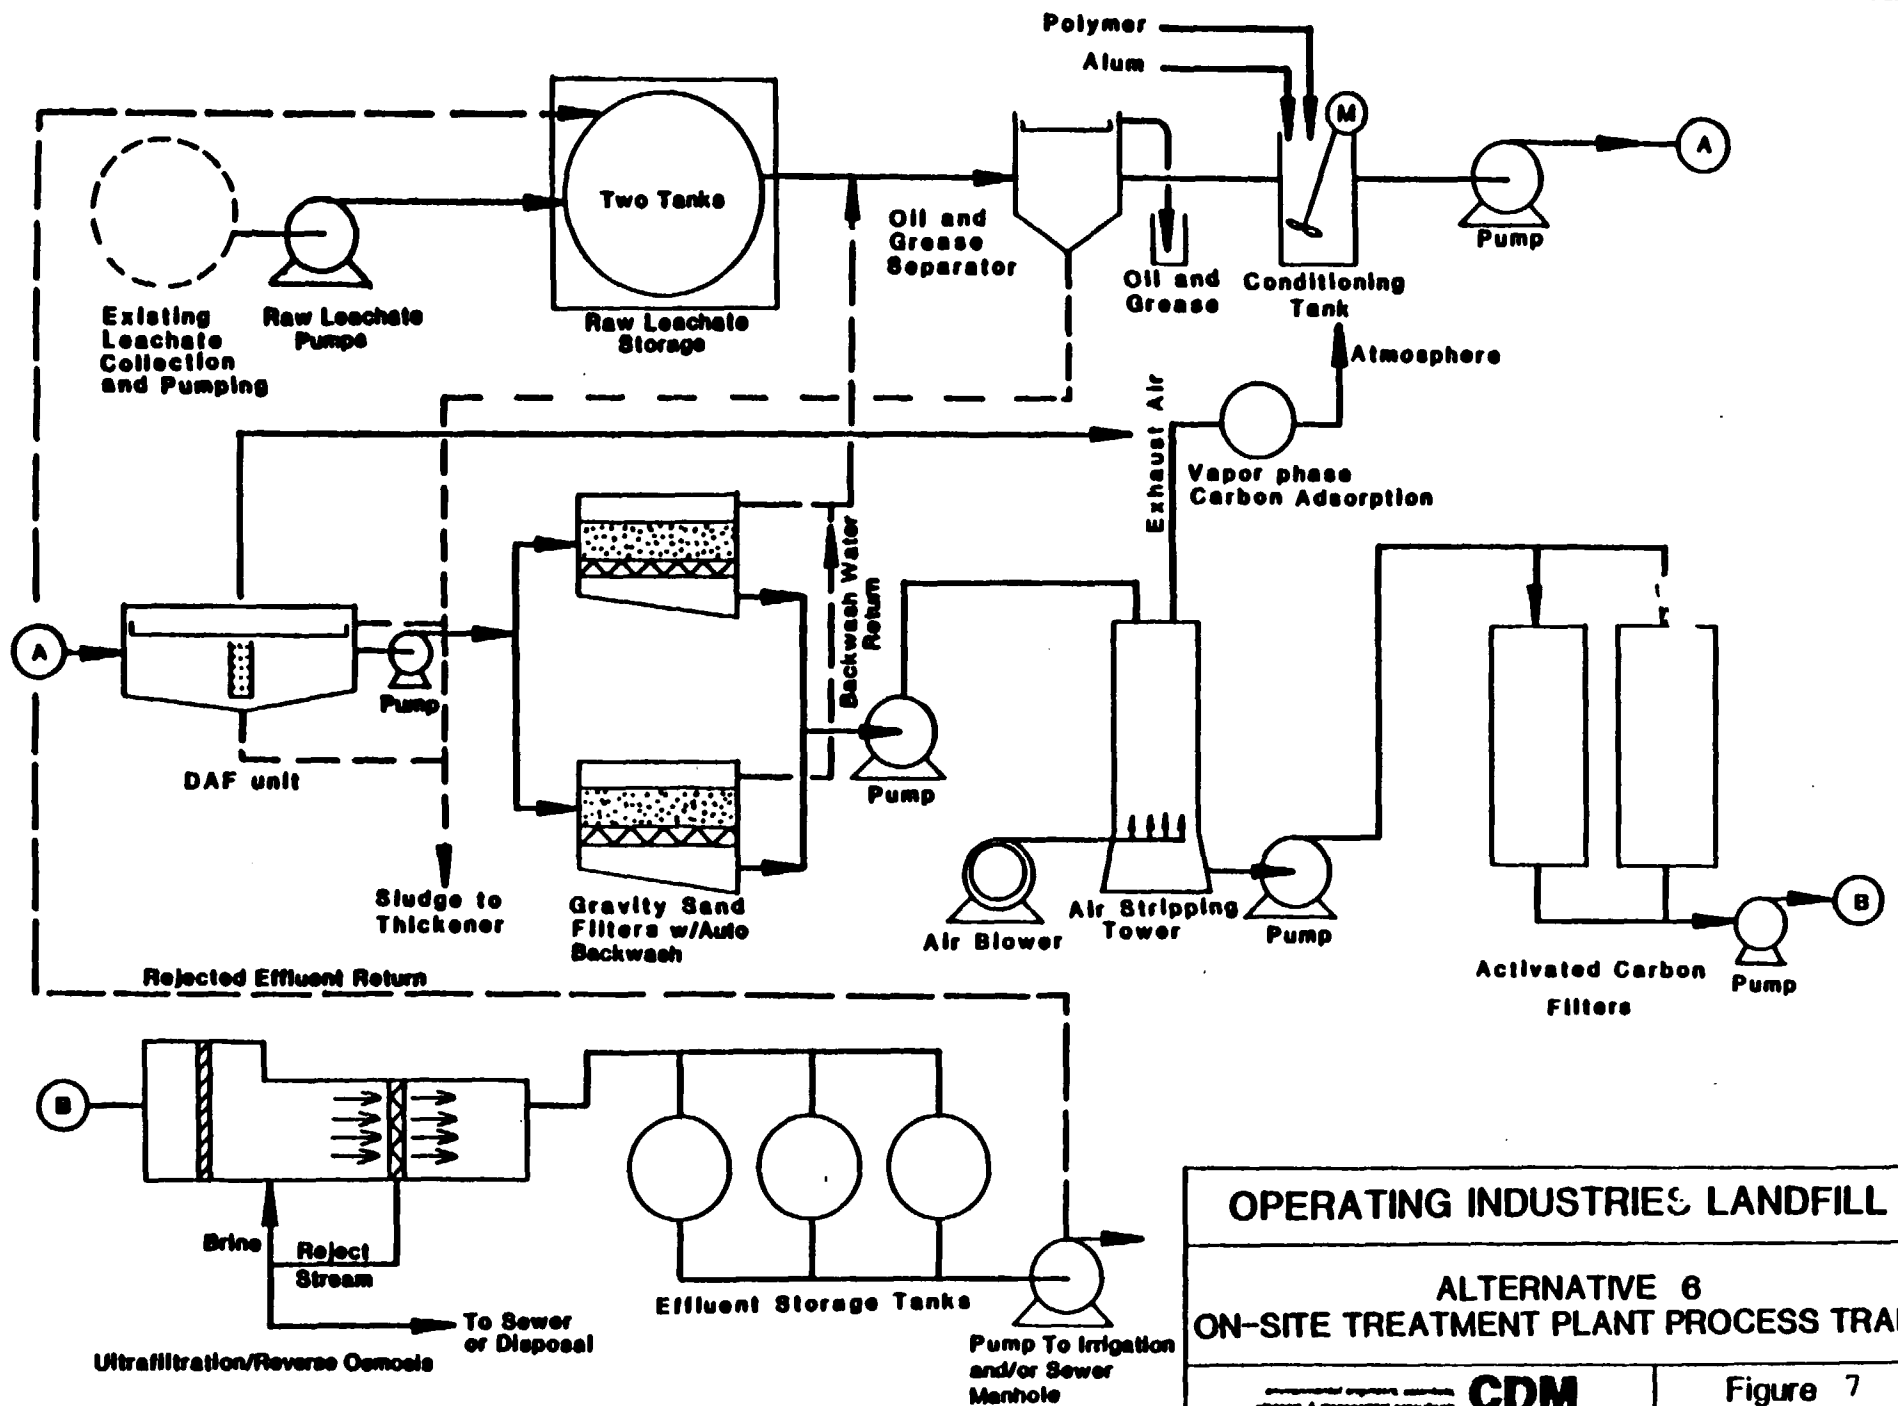 Polymer
Alum
M
A
Two Tanks
Oil and
Grease
Separator
Pump
Oil and
Grease
Conditioning
Tank
Existing
Leachate
Collection
and Pumping
Raw Leachate
Pumps
Raw Leachate
Storage
Atmosphere
Exhaust Air
Vapor phase
Carbon Adsorption
Backwash Water
Return
A
Pump
DAF unit
Pump
Sludge to
Thickener
Gravity Sand
Filters w/Auto
Backwash
Air Blower
Air Stripping
Tower
Pump
B
Activated Carbon
Filters
Pump
Rejected Effluent Return
B
Brine
Reject
Stream
To Sewer
or Disposal
Ultrafiltration/Reverse Osmosis
Effluent Storage Tanks
Pump To Irrigation
and/or Sewer
Manhole
OPERATING INDUSTRIES LANDFILL
ALTERNATIVE 6
ON-SITE TREATMENT PLANT PROCESS
CDM
Figure 7